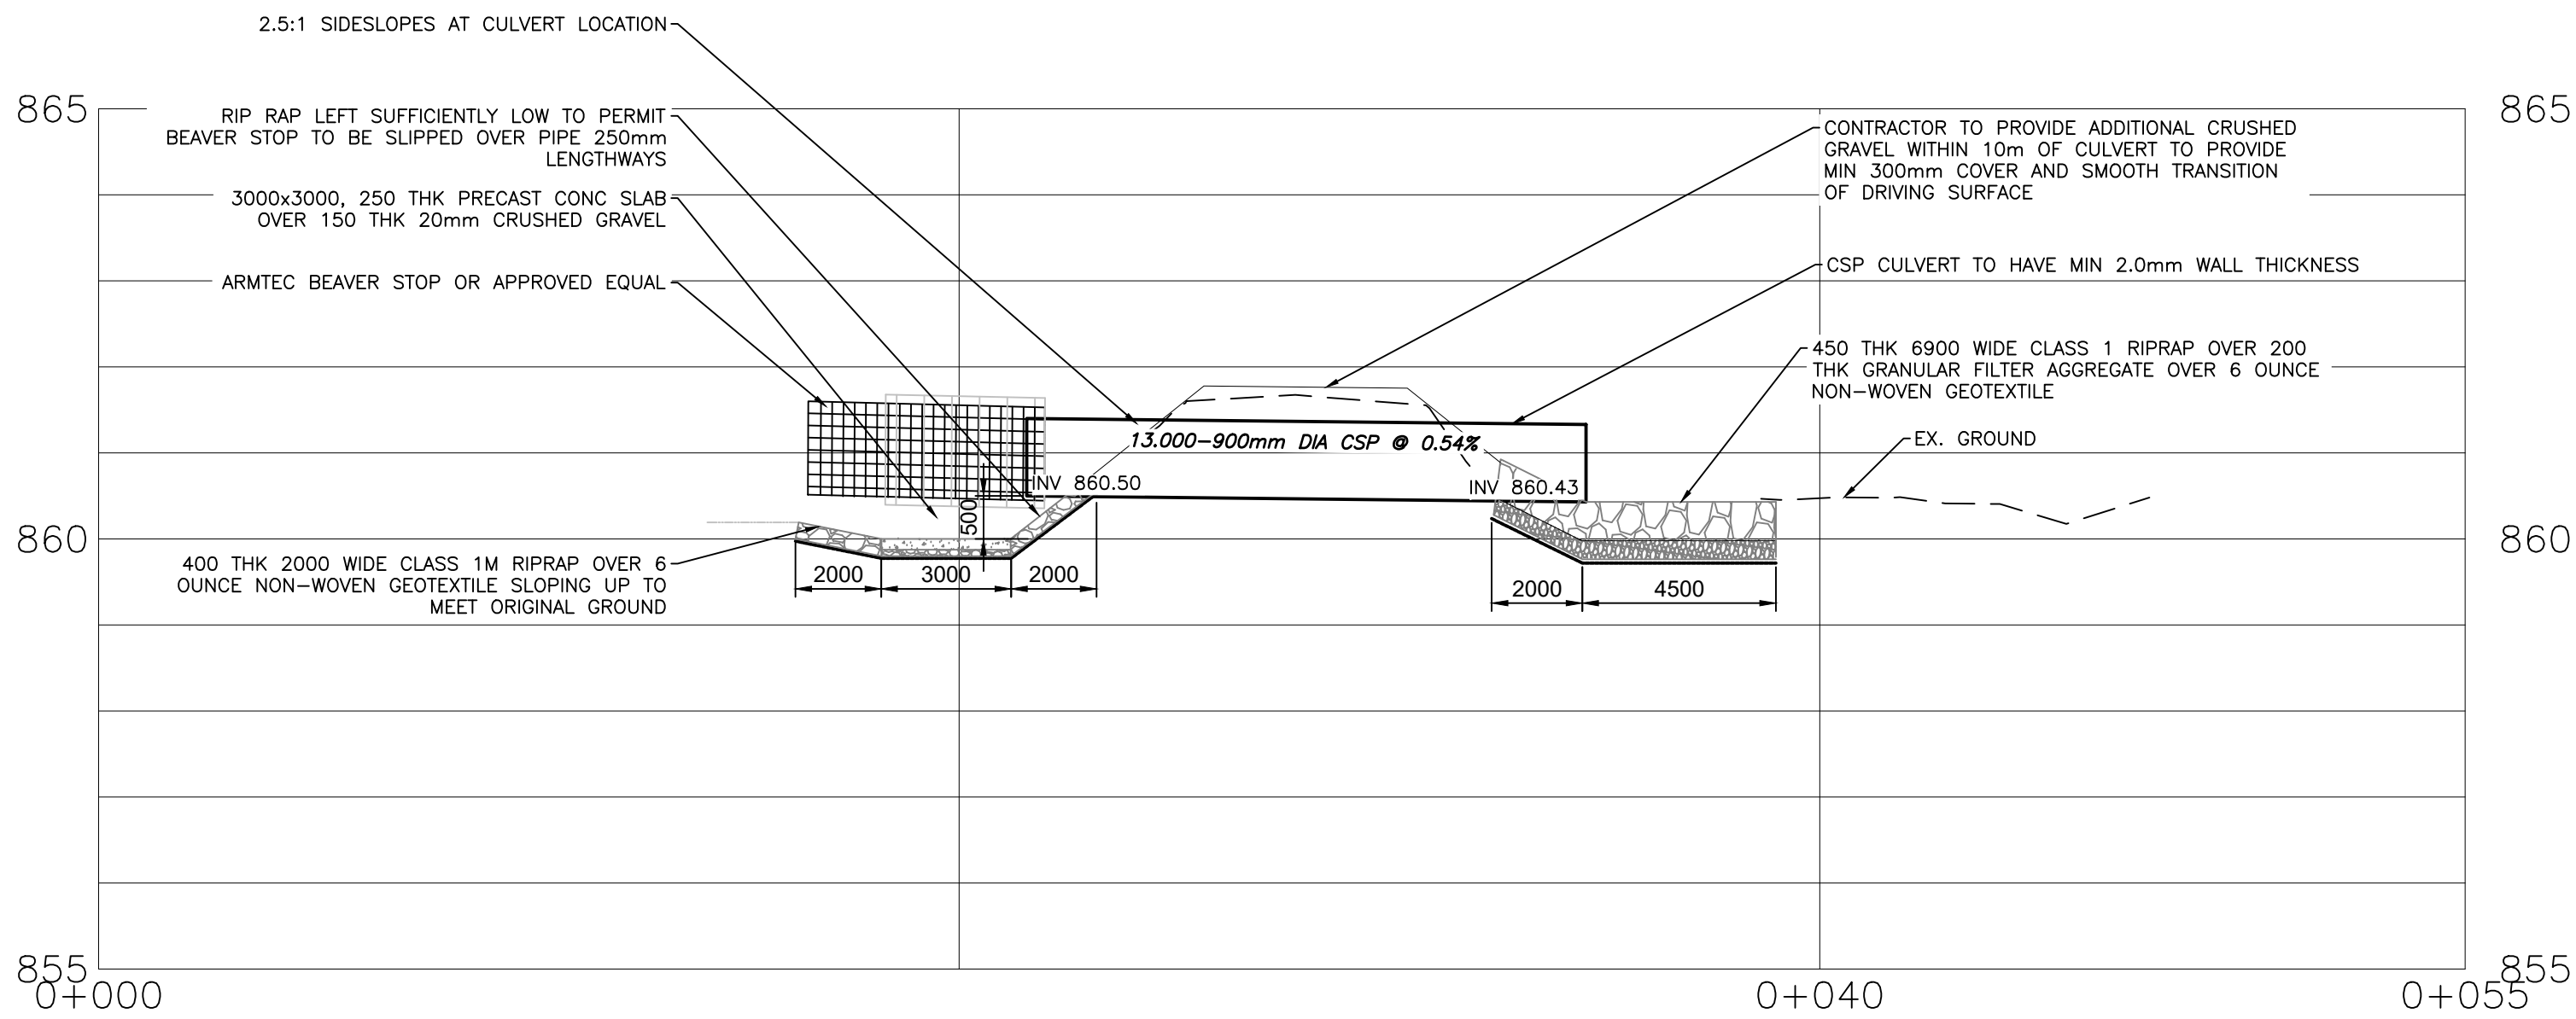 2.5:1 SIDESLOPES AT CULVERT LOCATION
865
865
RIP RAP LEFT SUFFICIENTLY LOW TO PERMIT
BEAVER STOP TO BE SLIPPED OVER PIPE 250mm
LENGTHWAYS
CONTRACTOR TO PROVIDE ADDITIONAL CRUSHED
GRAVEL WITHIN 10m OF CULVERT TO PROVIDE
MIN 300mm COVER AND SMOOTH TRANSITION
OF DRIVING SURFACE
3000x3000, 250 THK PRECAST CONC SLAB
OVER 150 THK 20mm CRUSHED GRAVEL
ARMTEC BEAVER STOP OR APPROVED EQUAL
CSP CULVERT TO HAVE MIN 2.0mm WALL THICKNESS
450 THK 6900 WIDE CLASS 1 RIPRAP OVER 200
THK GRANULAR FILTER AGGREGATE OVER 6 OUNCE
NON-WOVEN GEOTEXTILE
EX. GROUND
13.000-900mm DIA CSP @ 0.54%
INV 860.50
INV 860.43
500
860
860
400 THK 2000 WIDE CLASS 1M RIPRAP OVER 6
OUNCE NON-WOVEN GEOTEXTILE SLOPING UP TO
MEET ORIGINAL GROUND
2000
3000
2000
2000
4500
855
855
0+000
0+040
0+055